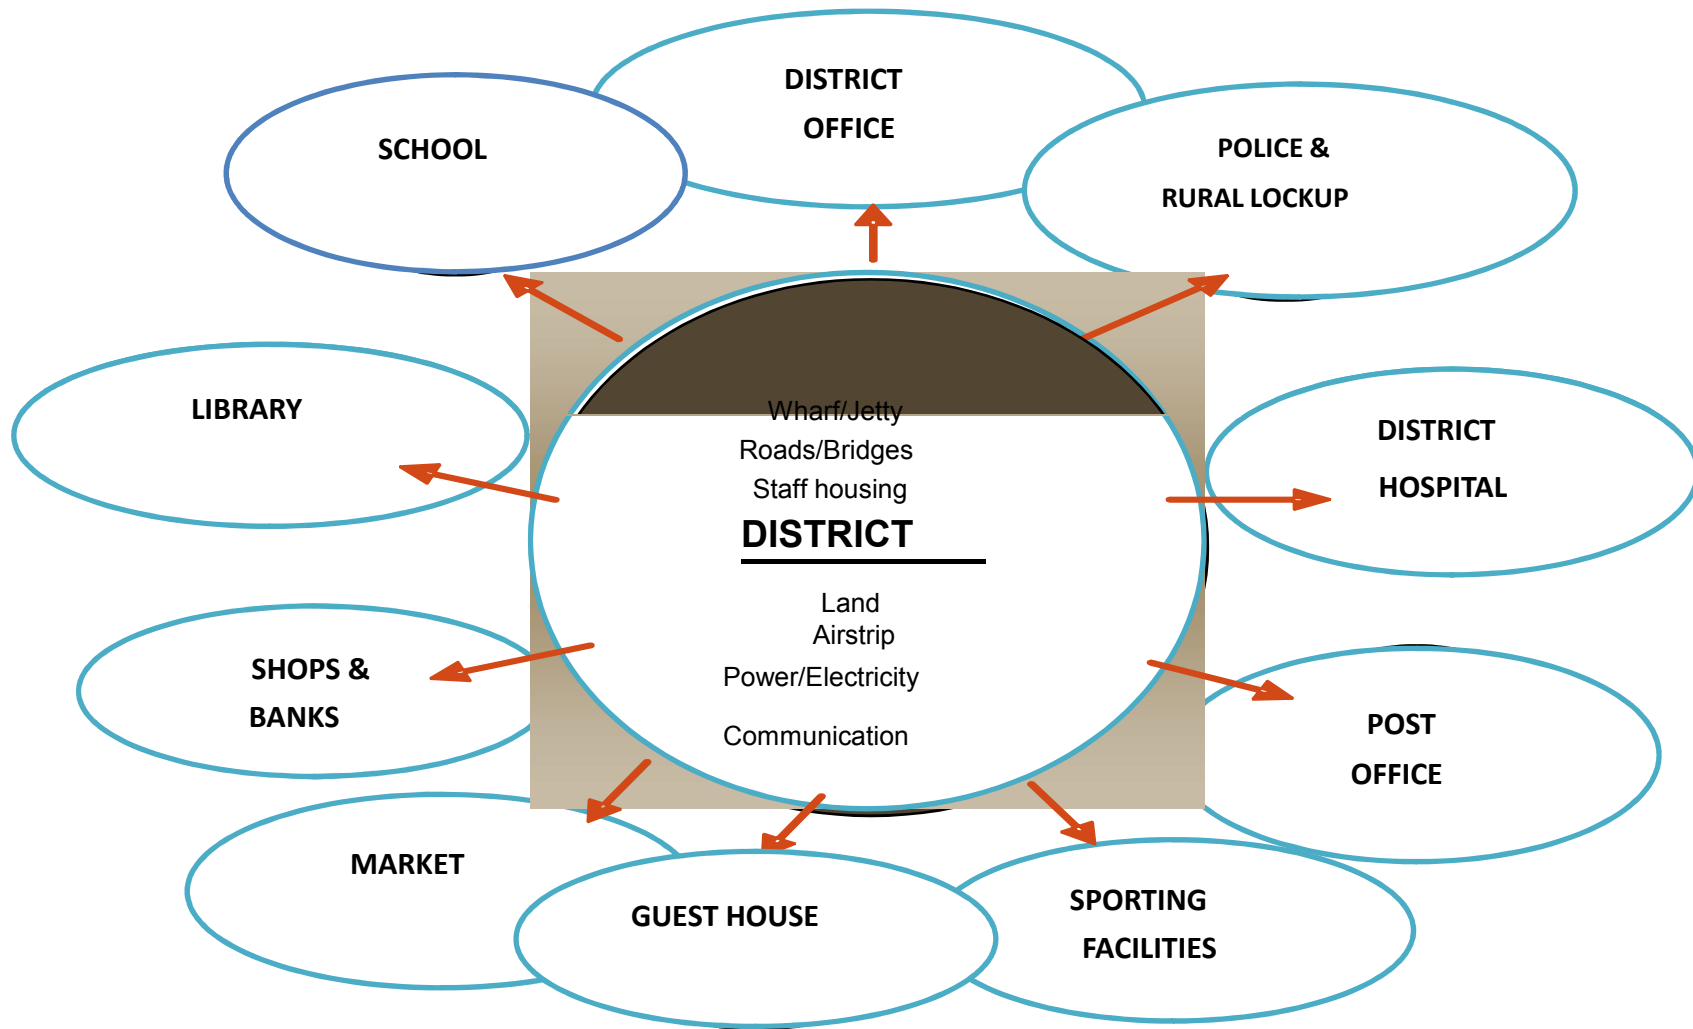 DISTRICT
OFFICE
SCHOOL
POLICE &
RURAL LOCKUP
LIBRARY
Wharf/Jetty
Roads/Bridges
Staff housing
DISTRICT
Land
Airstrip
Power/Electricity
Communication
DISTRICT
HOSPITAL
SHOPS &
BANKS
POST
OFFICE
MARKET
GUEST HOUSE
SPORTING
FACILITIES